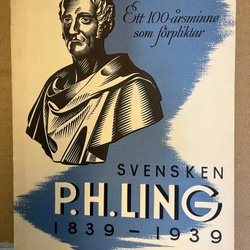 Ett 100-årsminne
som förpliktar
SVENSKEN
P.H.LING
1839-1939